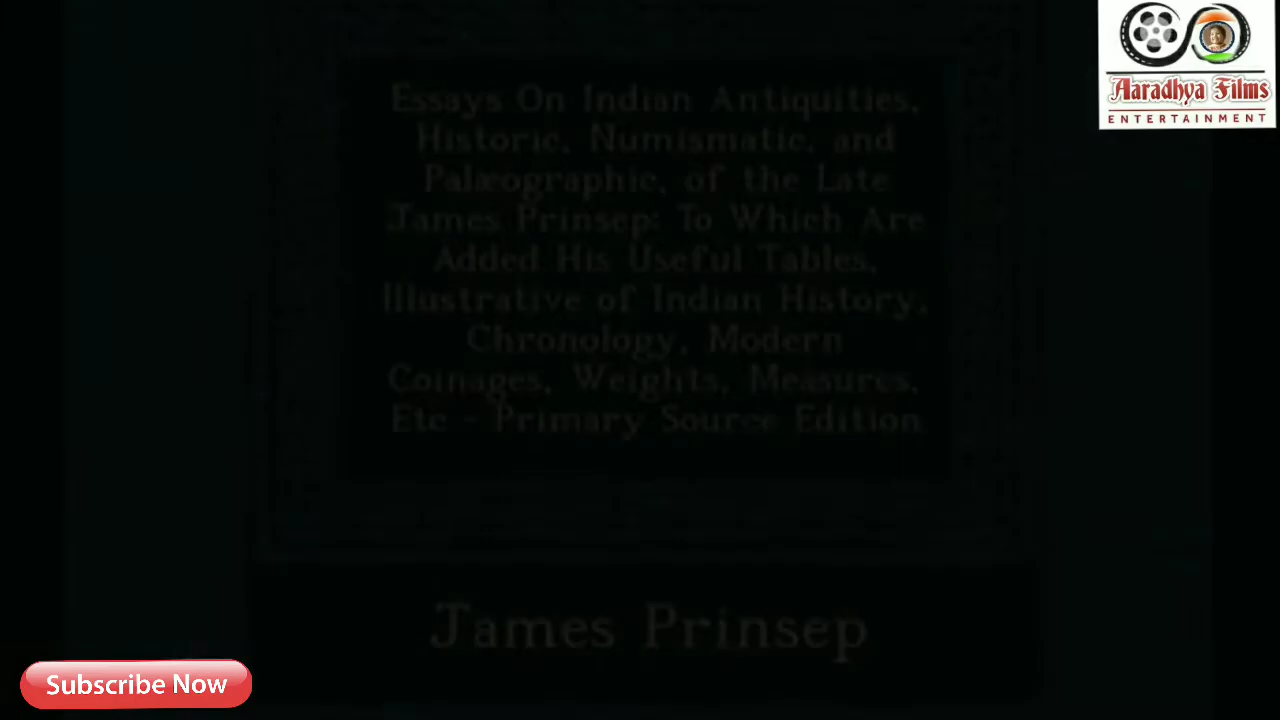 Essays On Indian Antiquities,
Historic, Numismatic, and
Palæographic, of the Late
James Prinsep: To Which Are
Added His Useful Tables,
Illustrative of Indian History,
Chronology, Modern
Coinages, Weights, Measures,
Etc - Primary Source Edition
James Prinsep
Aaradhya Films
ENTERTAINMENT
Subscribe Now